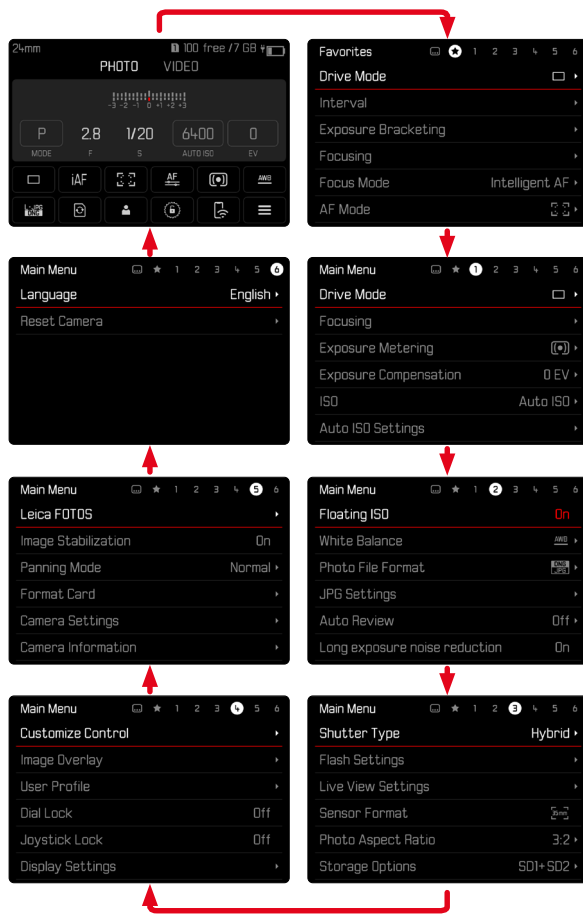 24mm 1 100 free /7 GB
PHOTO VIDEO
-3 -2 -1 0 +1 +2 +3
P 2.8 1/20 6400 0
MODE F S AUTO ISO EV
iAF AF AWB
L-JPG
DNG
Favorites 1 2 3 4 5 6
Drive Mode
Interval
Exposure Bracketing
Focusing
Focus Mode Intelligent AF
AF Mode
Main Menu 1 2 3 4 5 6
Language English
Reset Camera
Main Menu 1 2 3 4 5 6
Drive Mode
Focusing
Exposure Metering
Exposure Compensation 0 EV
ISO Auto ISO
Auto ISO Settings
Main Menu 1 2 3 4 5 6
Leica FOTOS
Image Stabilization On
Panning Mode Normal
Format Card
Camera Settings
Camera Information
Main Menu 1 2 3 4 5 6
Floating ISO On
White Balance AWB
Photo File Format DNG JPG
JPG Settings
Auto Review Off
Long exposure noise reduction On
Main Menu 1 2 3 4 5 6
Customize Control
Image Overlay
User Profile
Dial Lock Off
Joystick Lock Off
Display Settings
Main Menu 1 2 3 4 5 6
Shutter Type Hybrid
Flash Settings
Live View Settings
Sensor Format 35mm
Photo Aspect Ratio 3:2
Storage Options SD1+SD2